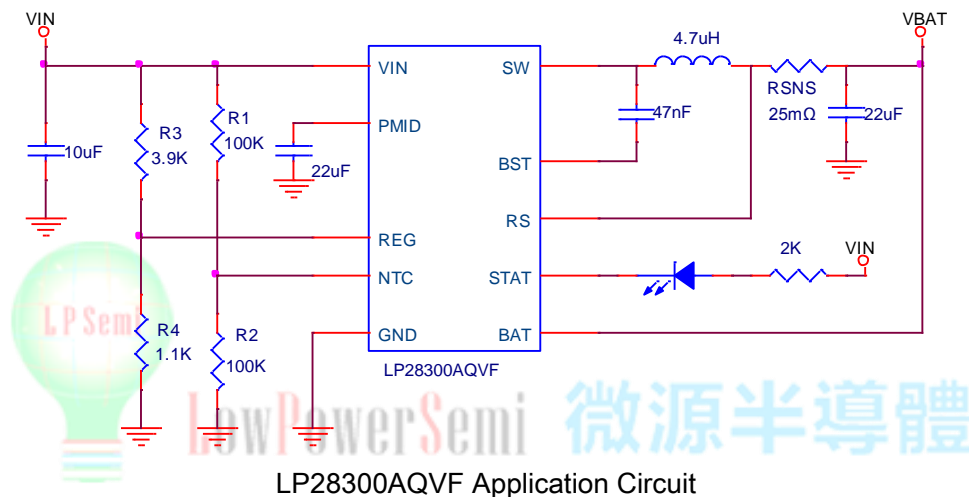 VIN
VBAT
4.7uH
VIN
SW
RSNS
25mΩ
R1
100K
R3
3.9K
PMID
47nF
22uF
10uF
22uF
BST
RS
REG
2K
VIN
NTC
STAT
LP Semi
R4
1.1K
R2
100K
GND
BAT
LP28300AQVF
LowPowerSemi 微源半導體
LP28300AQVF Application Circuit